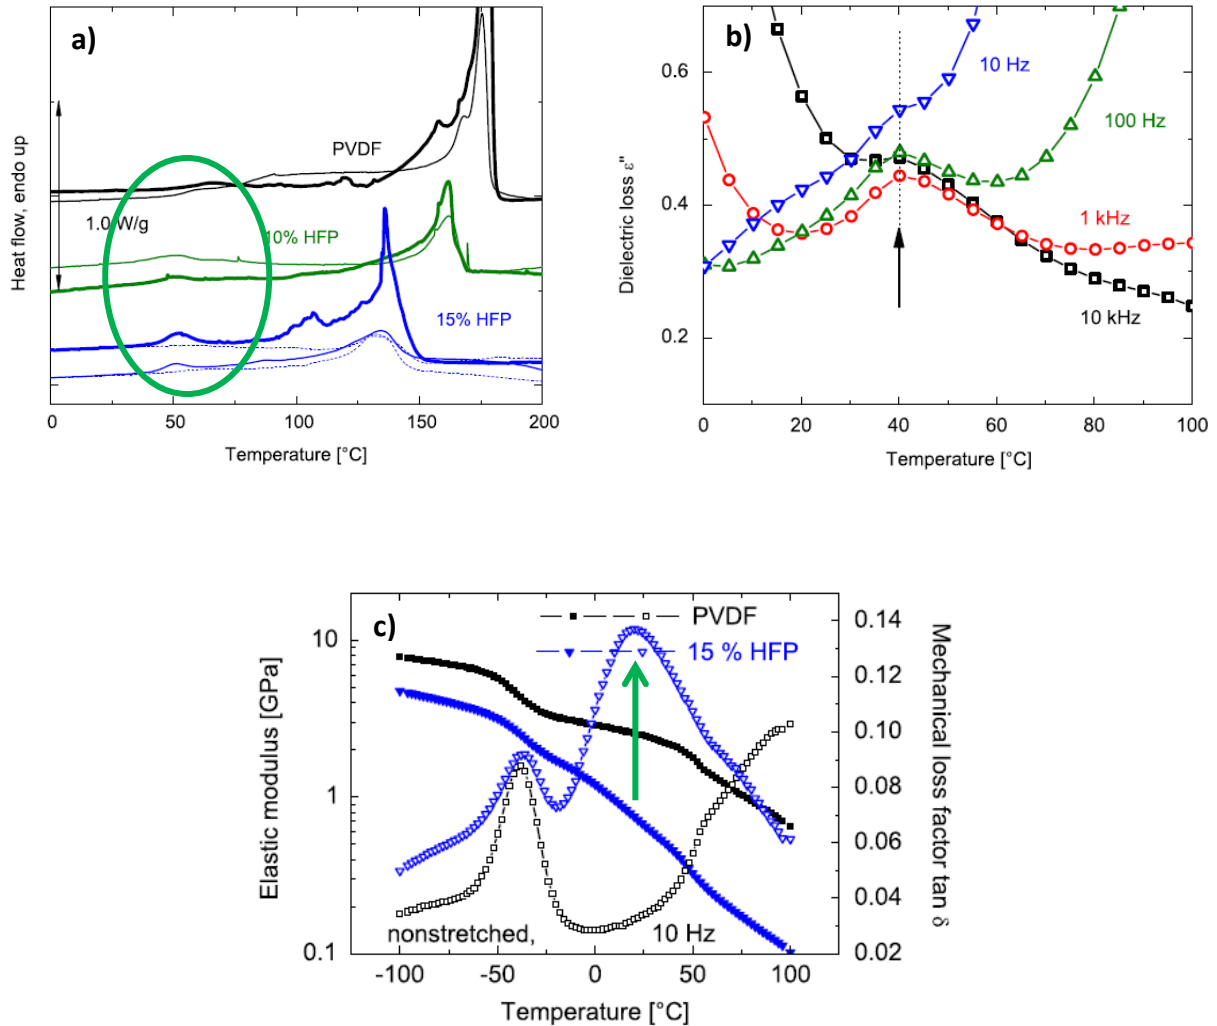 a)
PVDF
1.0 W/g
10% HFP
15% HFP
Heat flow, endo up
0
50
100
150
200
Temperature [°C]
b)
10 Hz
100 Hz
1 kHz
10 kHz
Dielectric loss ε"
0.6
0.4
0.2
0
20
40
60
80
100
Temperature [°C]
c)
PVDF
15 % HFP
nonstretched, 10 Hz
Elastic modulus [GPa]
10
1
0.1
Mechanical loss factor tan δ
0.14
0.12
0.10
0.08
0.06
0.04
0.02
-100
-50
0
50
100
Temperature [°C]